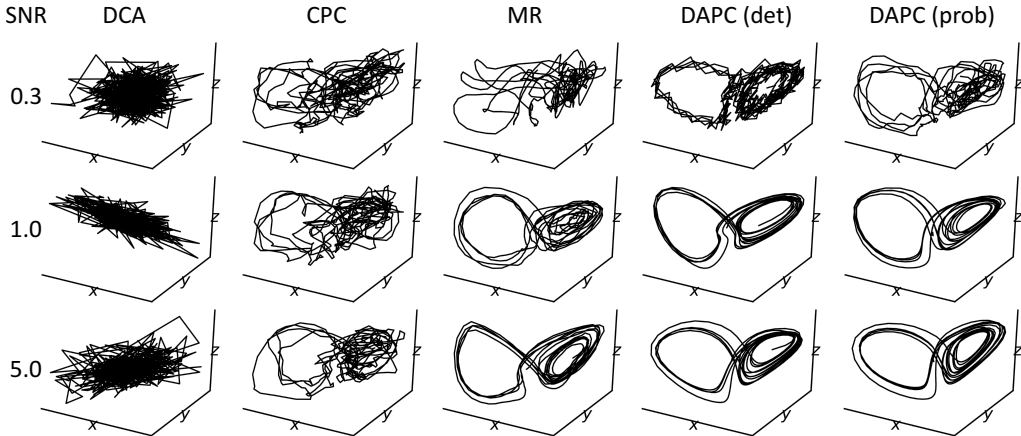 SNR DCA CPC MR DAPC (det) DAPC (prob)
z z z z z
0.3
y y y y y
x x x x x
z z z z z
1.0
y y y y y
x x x x x
z z z z z
5.0
y y y y y
x x x x x